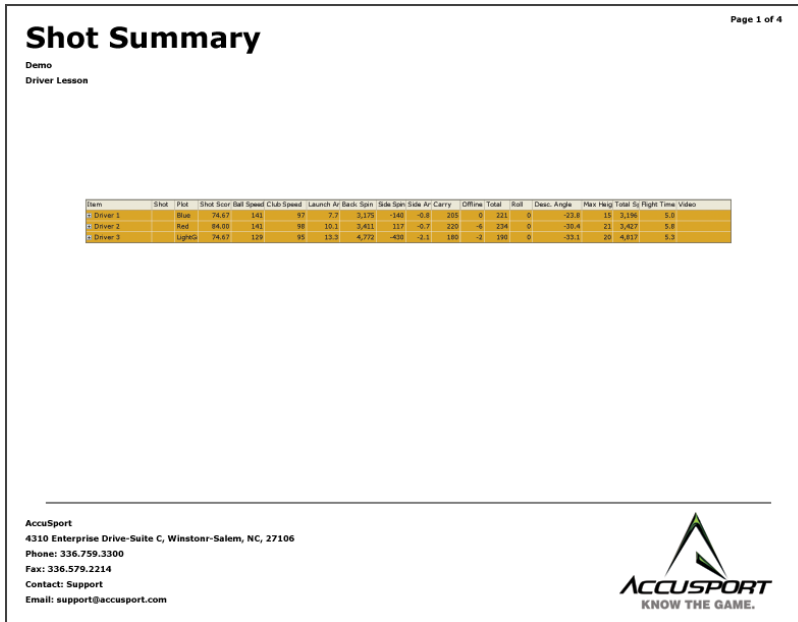 Page 1 of 4
Shot Summary
Demo
Driver Lesson
Item Shot Plot Shot Scor Ball Speed Club Speed Launch Ar Back Spin Side Spin Side Ar Carry Offline Total Roll Desc. Angle Max Heig Total Sp Flight Time Video
Driver 1 Blue 74.67 141 97 7.7 3,175 -140 -0.8 205 0 221 0 -23.8 15 3,196 5.0
Driver 2 Red 84.00 141 98 10.1 3,411 117 -0.7 220 -6 234 0 -30.4 21 3,427 5.8
Driver 3 LightG 74.67 129 95 13.3 4,772 -430 -2.1 180 -2 190 0 -33.1 20 4,817 5.3
AccuSport
4310 Enterprise Drive-Suite C, Winstonr-Salem, NC, 27106
Phone: 336.759.3300
Fax: 336.579.2214
Contact: Support
Email: support@accusport.com
ACCUSPORT
KNOW THE GAME.